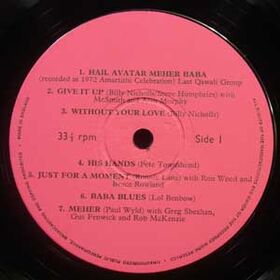 1. HAIL AVATAR MEHER BABA
(recorded at 1972 Amartithi Celebration) Last Qawali Group
2. GIVE IT UP (Billy Nicholls/Steve Humphries) with
McSmith and Ann Murphy
3. WITHOUT YOUR LOVE (Billy Nicholls)
33⅓ rpm Side 1
4. HIS HANDS (Pete Townshend)
5. JUST FOR A MOMENT (Ronnie Lane) with Ron Wood and
Bruce Rowland
6. BABA BLUES (Lol Benbow)
7. MEHER (Paul Wyld) with Greg Sheehan,
Gus Fenwick and Rob McKenzie